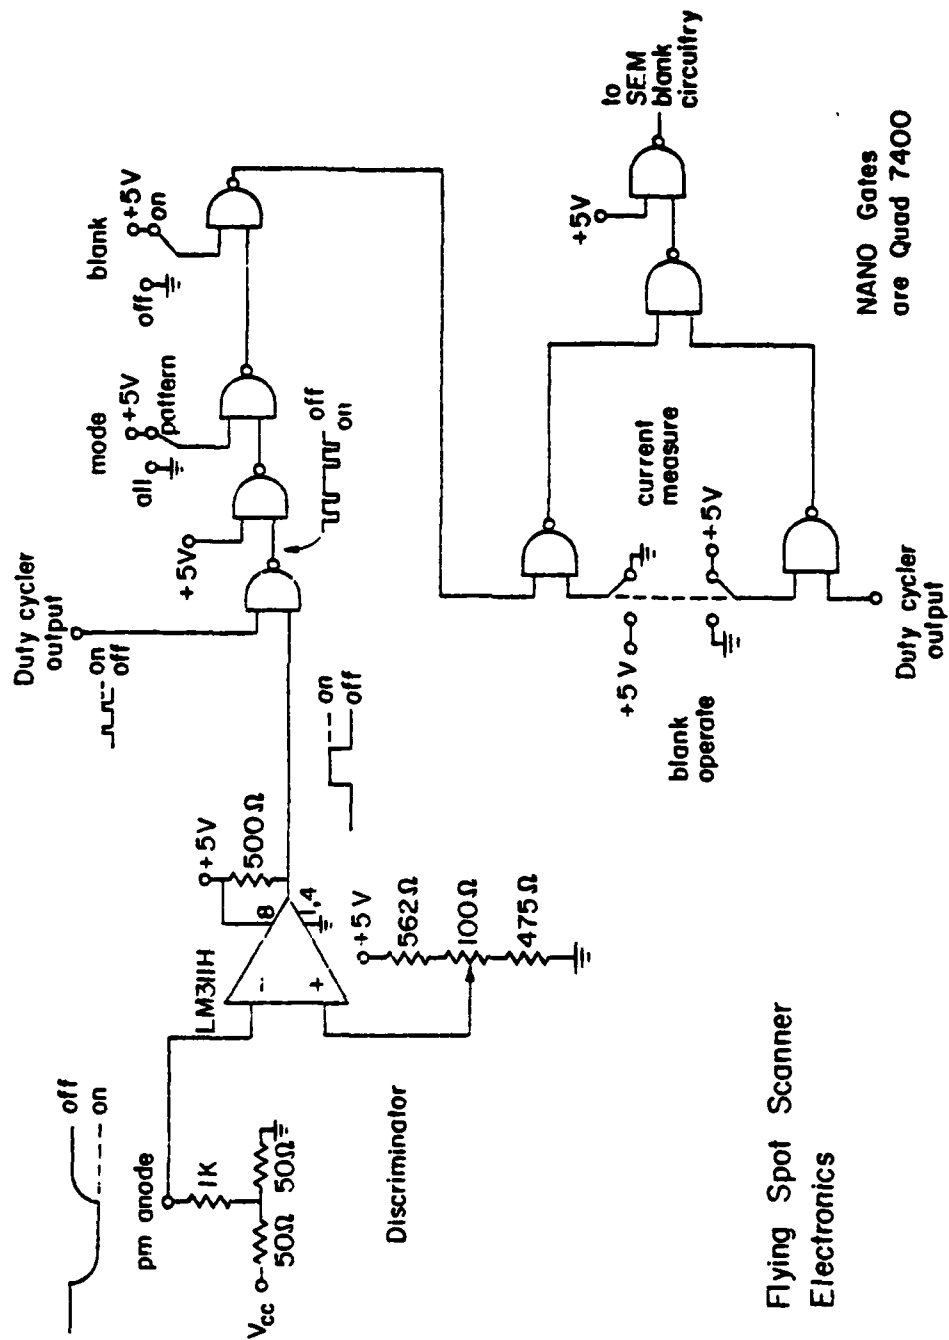 off
on
pm anode
1K
Vcc
50Ω
50Ω
Discriminator
LM311H
-
+
8
1,4
+5V
500Ω
+5V
562Ω
100Ω
475Ω
on
off
Duty cycler
output
on
off
+5V
off
on
mode
all
+5V
pattern
blank
off
+5V
on
blank
operate
+5V
current
measure
+5V
Duty cycler
output
+5V
to
SEM
blank
circuitry
NANO Gates
are Quad 7400
Flying Spot Scanner
Electronics